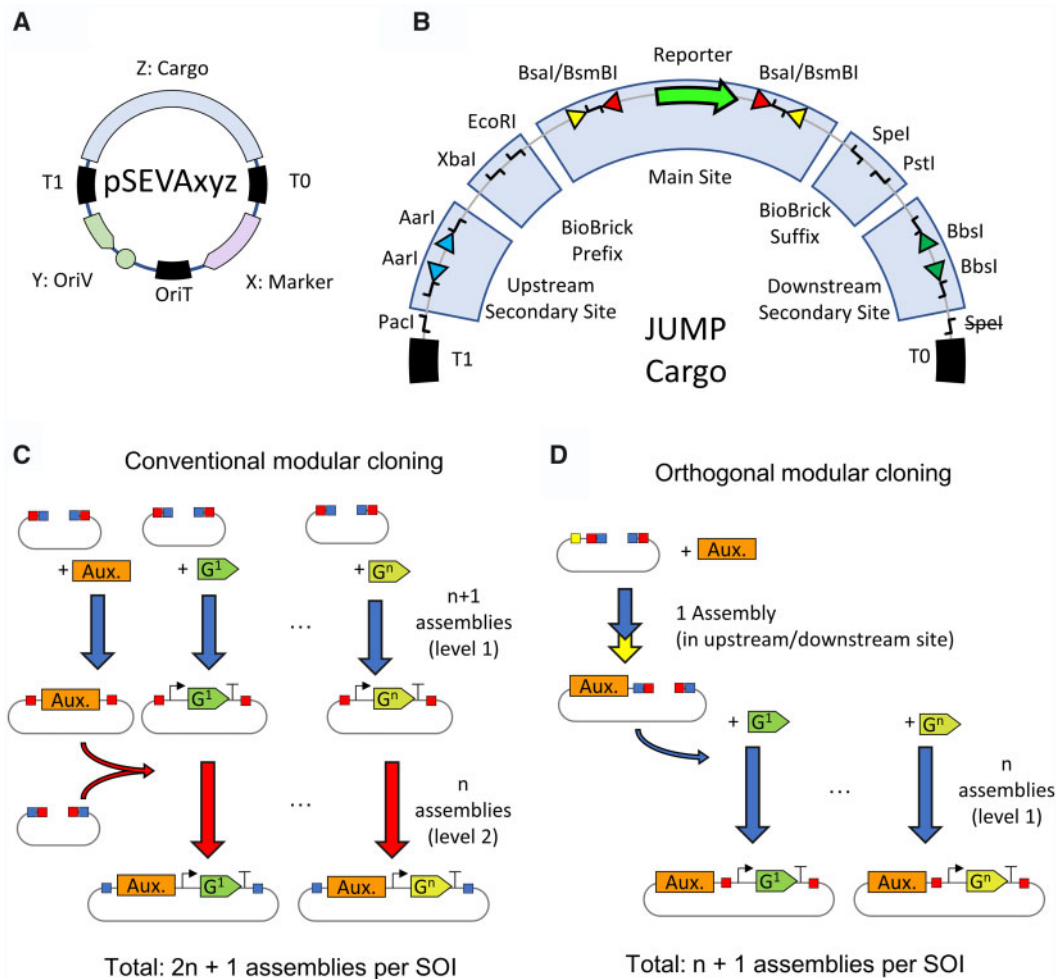 A
Z: Cargo
T1
pSEVAxyz
T0
Y: OriV
OriT
X: Marker
B
Reporter
BsaI/BsmBI
BsaI/BsmBI
EcoRI
SpeI
XbaI
PstI
Main Site
AarI
BioBrick
Prefix
BioBrick
Suffix
BbsI
AarI
BbsI
Upstream
Secondary Site
Downstream
Secondary Site
PacI
SpeI
T1
JUMP
Cargo
T0
C
Conventional modular cloning
+ Aux.
+ G1
+ Gn
...
n+1
assemblies
(level 1)
Aux.
G1
Gn
...
n
assemblies
(level 2)
Aux.
G1
Aux.
Gn
Total: 2n + 1 assemblies per SOI
D
Orthogonal modular cloning
+ Aux.
1 Assembly
(in upstream/downstream site)
Aux.
+ G1
+ Gn
...
n
assemblies
(level 1)
Aux.
G1
Aux.
Gn
Total: n + 1 assemblies per SOI